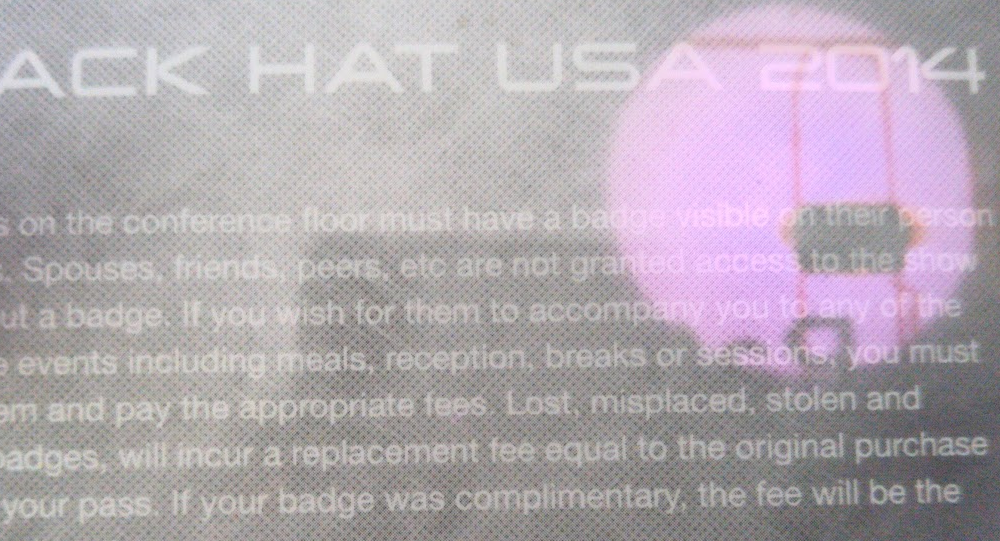 ACK HAT USA 2014
s on the conference floor must have a badge visible on their person
. Spouses, friends, peers, etc are not granted access to the show
ut a badge. If you wish for them to accompany you to any of the
e events including meals, reception, breaks or sessions, you must
em and pay the appropriate fees. Lost, misplaced, stolen and
badges, will incur a replacement fee equal to the original purchase
your pass. If your badge was complimentary, the fee will be the